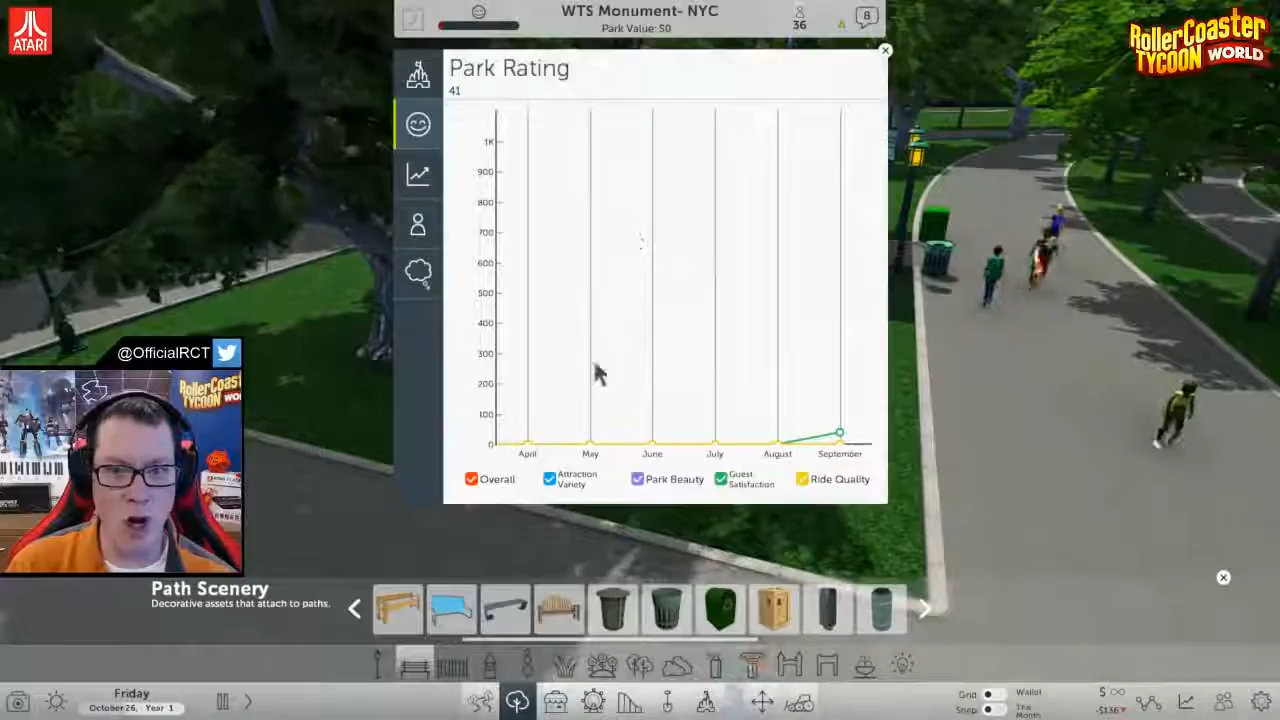 ATARI
WTS Monument- NYC
Park Value: $0
36
8
RollerCoaster
TYCOON WORLD
Park Rating
41
1K
900
800
700
600
500
400
300
200
100
0
April May June July August September
Overall
Attraction
Variety
Park Beauty
Guest
Satisfaction
Ride Quality
@OfficialRCT
Path Scenery
Decorative assets that attach to paths.
Friday
October 26, Year 1
Grid
Snap
Wallet
This
Month
$ ∞
-$136